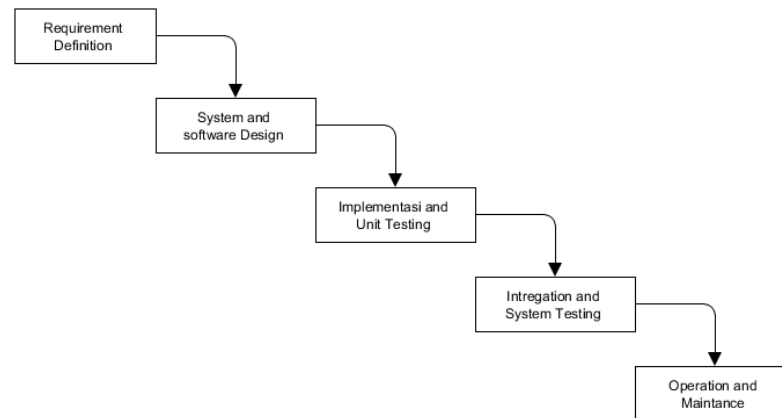 Requirement
Definition
System and
software Design
Implementasi and
Unit Testing
Intregation and
System Testing
Operation and
Maintance